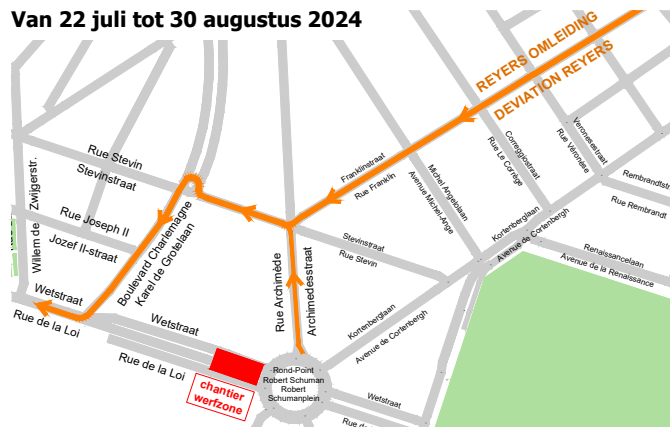 Van 22 juli tot 30 augustus 2024
REYERS OMLEIDING
DEVIATION REYERS
Veronesestraat
Rue Véronèse
Correggiostraat
Rue Le Corrège
Rembrandtstr
Rue Rembrandt
Franklinstraat
Rue Franklin
Michel Angelolaan
Avenue Michel-Ange
Rue Stevin
Stevinstraat
Willem de Zwijgerstr.
Rue Joseph II
Jozef II-straat
Boulevard Charlemagne
Karel de Grotelaan
Kortenberglaan
Avenue de Cortenbergh
Renaissancelaan
Avenue de la Renaissance
Stevinstraat
Rue Stevin
Rue Archimède
Archimedesstraat
Wetstraat
Rue de la Loi
Wetstraat
Rue de la Loi
Kortenberglaan
Avenue de Cortenbergh
Rond-Point
Robert Schuman
Robert
Schumanplein
chantier
werfzone
Wetstraat
Rue de la